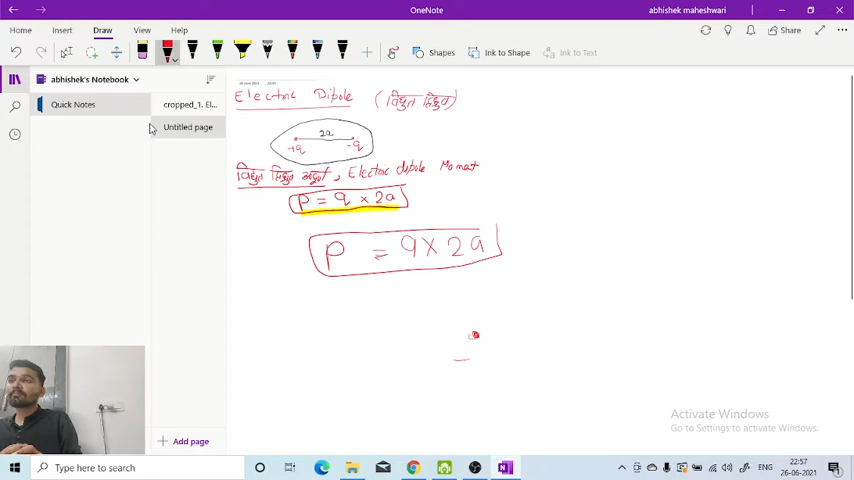 OneNote
abhishek maheshwari
Home Insert Draw View Help
Share
Shapes Ink to Shape Ink to Text
abhishek's Notebook
Quick Notes
cropped_1. El...
Untitled page
Electric Dipole (विद्युत द्विध्रुव)
2a
+q -q
विद्युत द्विध्रुव आघूर्ण, Electric dipole Moment
P = q × 2a
P = q × 2a
Add page
Activate Windows
Go to Settings to activate Windows.
Type here to search
ENG
22:57
26-06-2021
1